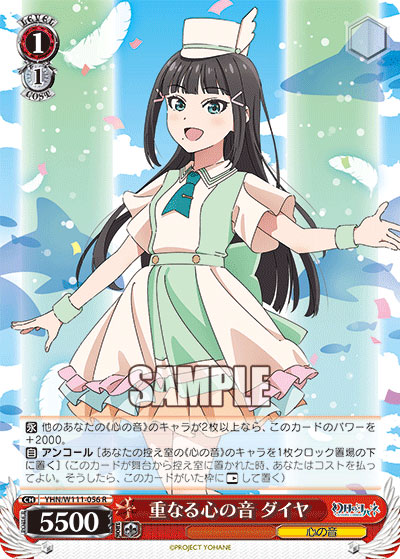 LEVEL
1
1
COST
SAMPLE
永 他のあなたの《心の音》のキャラが2枚以上なら、このカードのパワーを
+2000。
自 アンコール [あなたの控え室の《心の音》のキャラを1枚クロック置場の下
に置く] (このカードが舞台から控え室に置かれた時、あなたはコストを払っ
てよい。そうしたら、このカードがいた枠に置く)
CH YHN/W111-056 R
5500
重なる心の音 ダイヤ
心の音
©PROJECT YOHANE